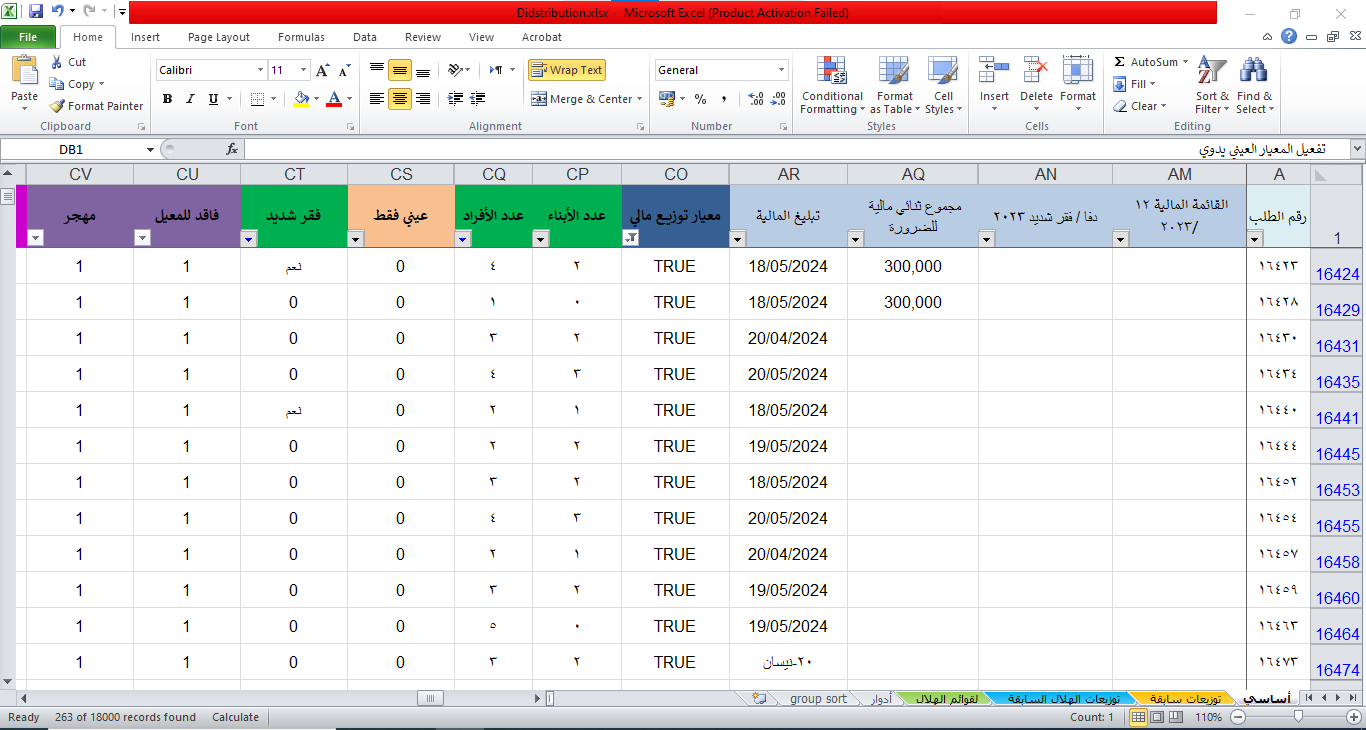 Didstribution.xlsx - Microsoft Excel (Product Activation Failed)
File Home Insert Page Layout Formulas Data Review View Acrobat
Paste Cut Copy Format Painter Clipboard
Calibri 11 B I U Font
Wrap Text Merge & Center Alignment
General % , Number
Conditional Formatting Format as Table Cell Styles Styles
Insert Delete Format Cells
AutoSum Fill Clear Sort & Filter Find & Select Editing
DB1 fx تفعيل المعيار العيني يدوي
A AM AN AQ AR CO CP CQ CS CT CU CV
1 رقم الطلب القائمة المالية ١٢ /٢٠٢٣ دفا / فقر شديد ٢٠٢٣ مجموع ثنائي مالية للضرورة تبليغ المالية معيار توزيع مالي عدد الأبناء عدد الأفراد عيني فقط فقر شديد فاقد للمعيل مهجر
16424 ١٦٤٢٣ 300,000 18/05/2024 TRUE ٢ ٤ 0 نعم 1 1
16429 ١٦٤٢٨ 300,000 18/05/2024 TRUE ٠ ١ 0 0 1 1
16431 ١٦٤٣٠ 20/04/2024 TRUE ٢ ٣ 0 0 1 1
16435 ١٦٤٣٤ 20/05/2024 TRUE ٣ ٤ 0 0 1 1
16441 ١٦٤٤٠ 18/05/2024 TRUE ١ ٢ 0 نعم 1 1
16445 ١٦٤٤٤ 19/05/2024 TRUE ٢ ٢ 0 0 1 1
16453 ١٦٤٥٢ 18/05/2024 TRUE ٢ ٣ 0 0 1 1
16455 ١٦٤٥٤ 20/05/2024 TRUE ٣ ٤ 0 0 1 1
16458 ١٦٤٥٧ 20/04/2024 TRUE ١ ٢ 0 0 1 1
16460 ١٦٤٥٩ 19/05/2024 TRUE ٢ ٣ 0 0 1 1
16464 ١٦٤٦٣ 19/05/2024 TRUE ٠ ٥ 0 0 1 1
16474 ١٦٤٧٣ ٢٠-نيسان TRUE ٢ ٣ 0 0 1 1
أساسي توزيعات سابقة توزيعات الهلال السابقة لقوائم الهلال أدوار group sort
Ready 263 of 18000 records found Calculate Count: 1 110%